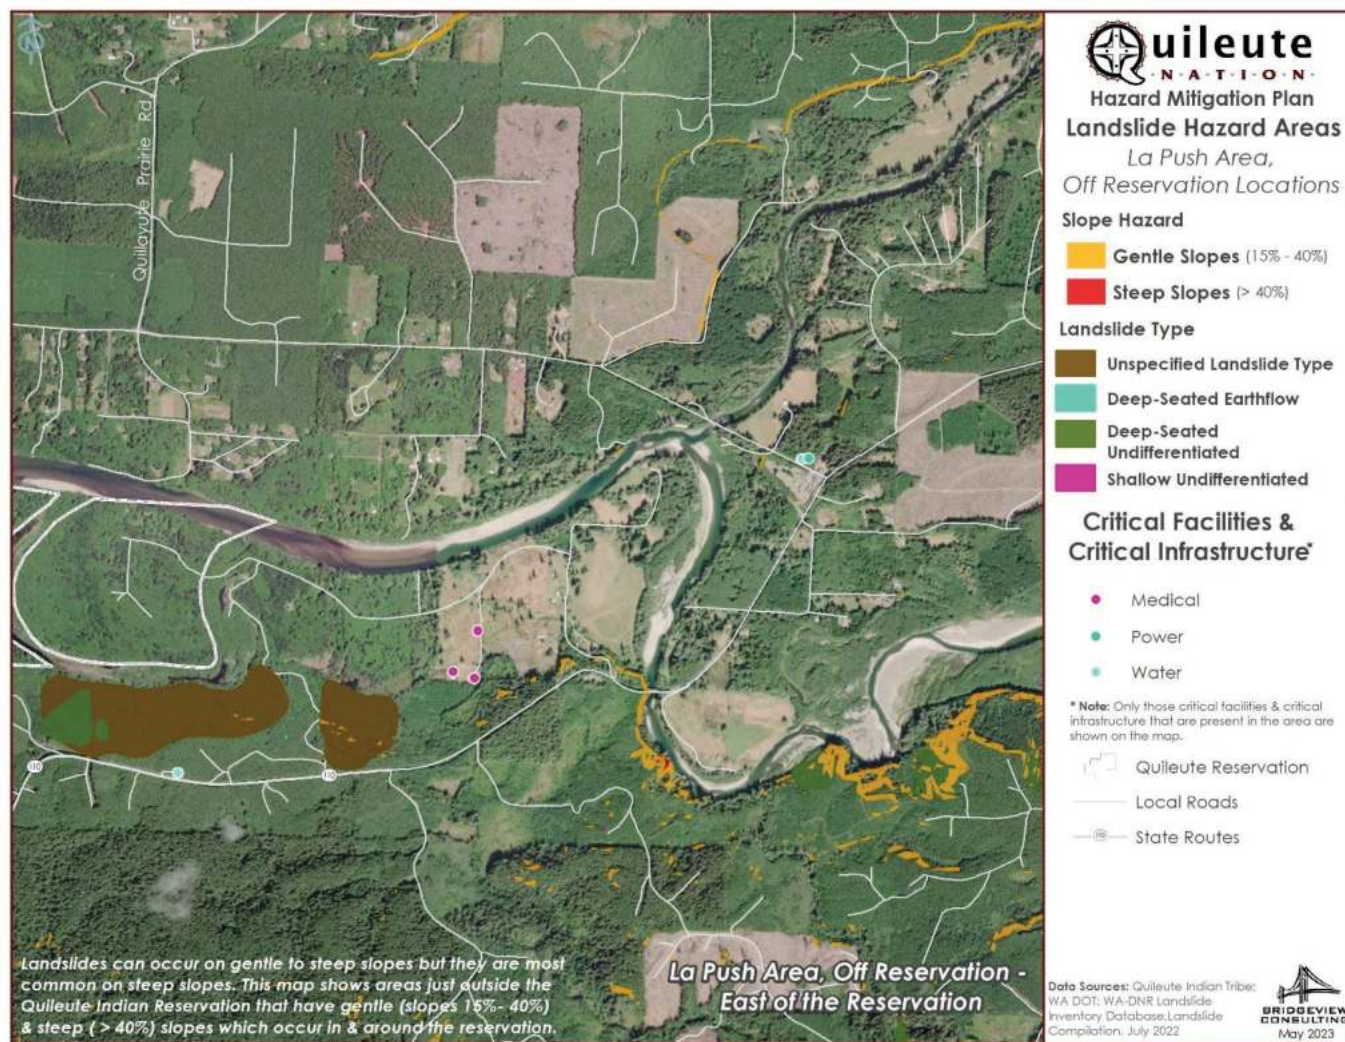 Quillayute Prairie Rd
110
110
Landslides can occur on gentle to steep slopes but they are most
common on steep slopes. This map shows areas just outside the
Quileute Indian Reservation that have gentle (slopes 15%- 40%)
& steep ( > 40%) slopes which occur in & around the reservation.
La Push Area, Off Reservation -
East of the Reservation
Quileute
NATION
Hazard Mitigation Plan
Landslide Hazard Areas
La Push Area,
Off Reservation Locations
Slope Hazard
Gentle Slopes (15% - 40%)
Steep Slopes (> 40%)
Landslide Type
Unspecified Landslide Type
Deep-Seated Earthflow
Deep-Seated
Undifferentiated
Shallow Undifferentiated
Critical Facilities &
Critical Infrastructure*
Medical
Power
Water
* Note: Only those critical facilities & critical
infrastructure that are present in the area are
shown on the map.
Quileute Reservation
Local Roads
110 State Routes
Data Sources: Quileute Indian Tribe;
WA DOT; WA-DNR Landslide
Inventory Database,Landslide
Compilation, July 2022
BRIDGEVIEW
CONSULTING
May 2023